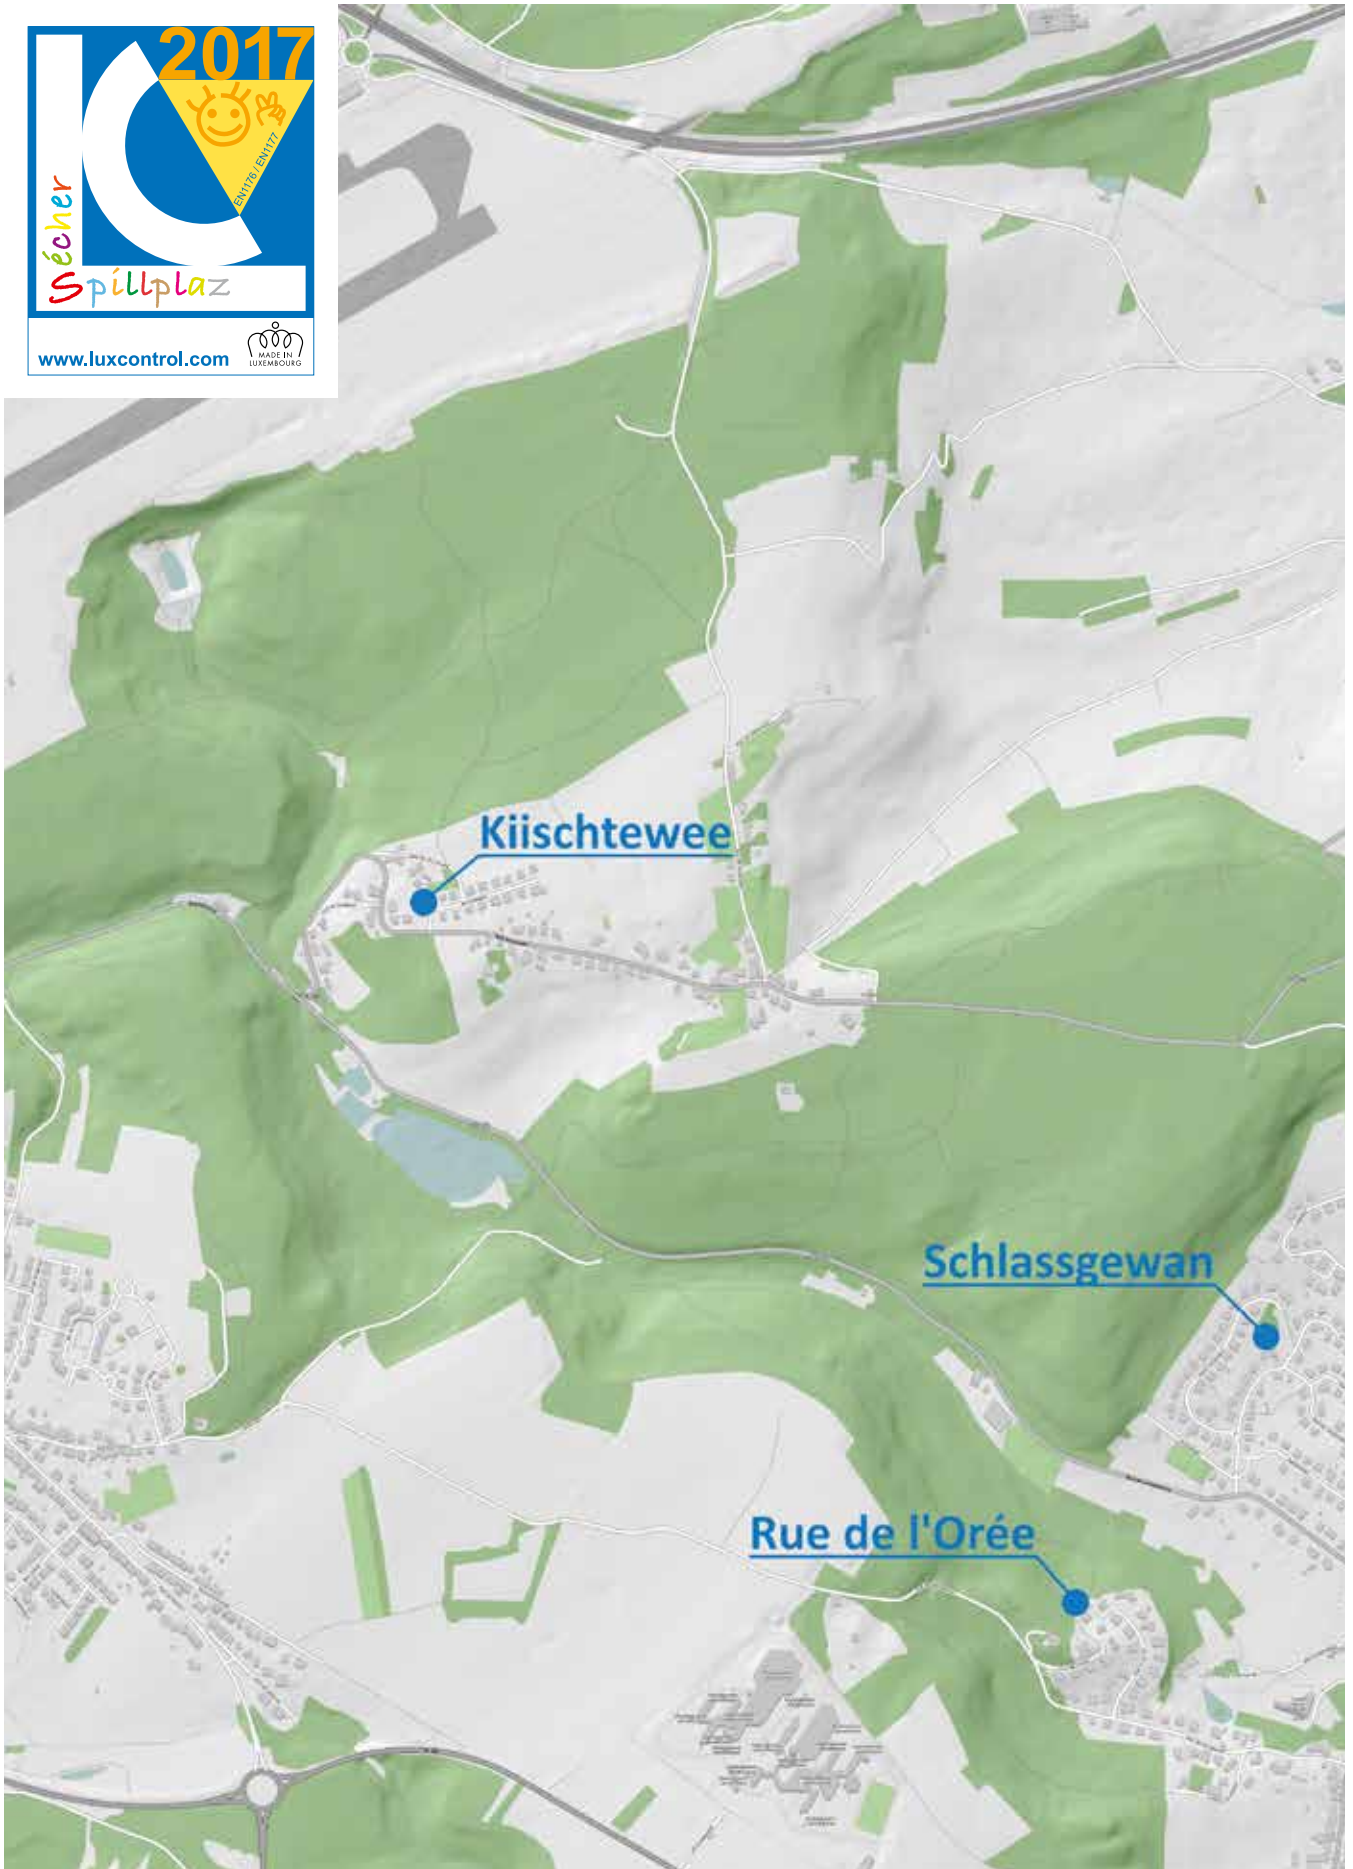 2017
EN1176 / EN1177
Sécher
Spillplaz
www.luxcontrol.com
MADE IN
LUXEMBOURG
Kiischtewee
Schlassgewan
Rue de l'Orée